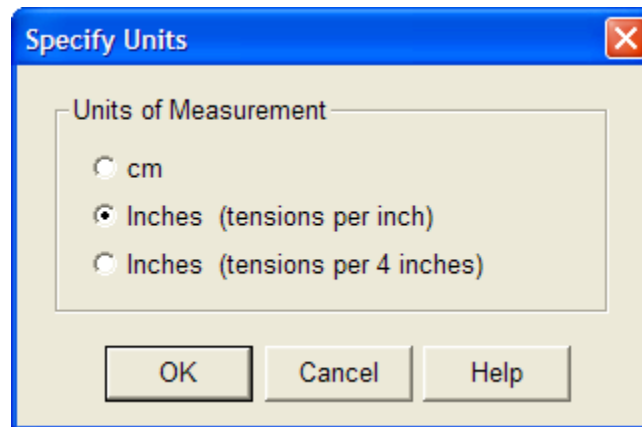 Specify Units
Units of Measurement
cm
Inches (tensions per inch)
Inches (tensions per 4 inches)
OK Cancel Help